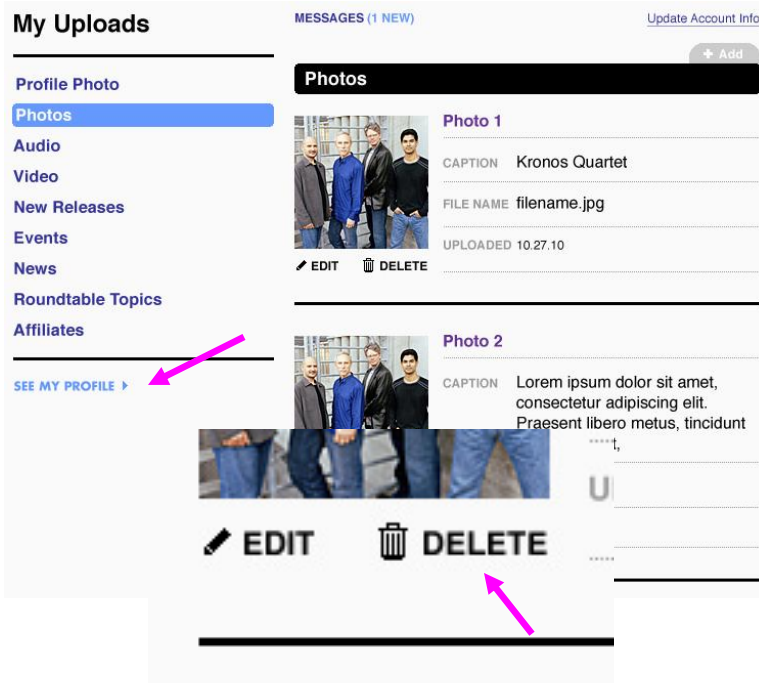 My Uploads
MESSAGES (1 NEW)
Update Account Info
+ Add
Profile Photo
Photos
Audio
Video
New Releases
Events
News
Roundtable Topics
Affiliates
SEE MY PROFILE
Photos
Photo 1
CAPTION Kronos Quartet
FILE NAME filename.jpg
UPLOADED 10.27.10
EDIT DELETE
Photo 2
CAPTION Lorem ipsum dolor sit amet,
consectetur adipiscing elit.
Praesent libero metus, tincidunt
EDIT DELETE